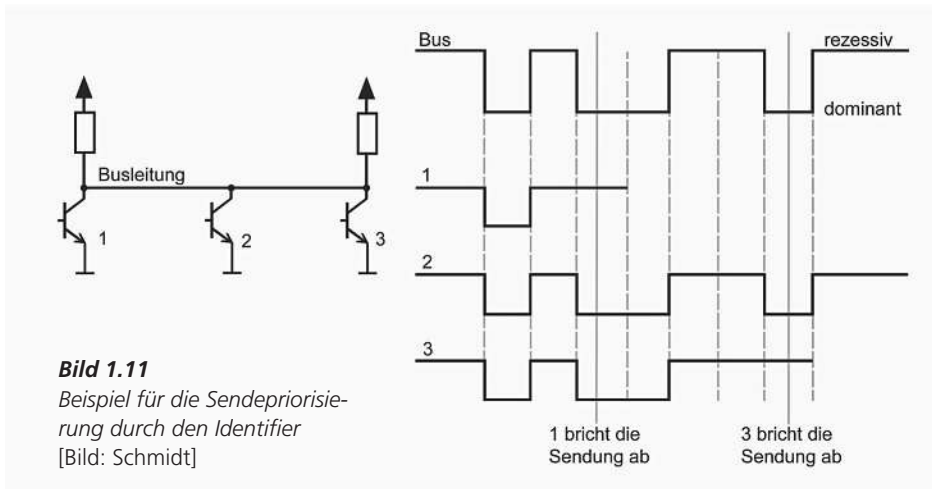 Busleitung
1
2
3
Bus
rezessiv
dominant
1
2
3
1 bricht die
Sendung ab
3 bricht die
Sendung ab
Bild 1.11
Beispiel für die Sendepriorisie-
rung durch den Identifier
[Bild: Schmidt]